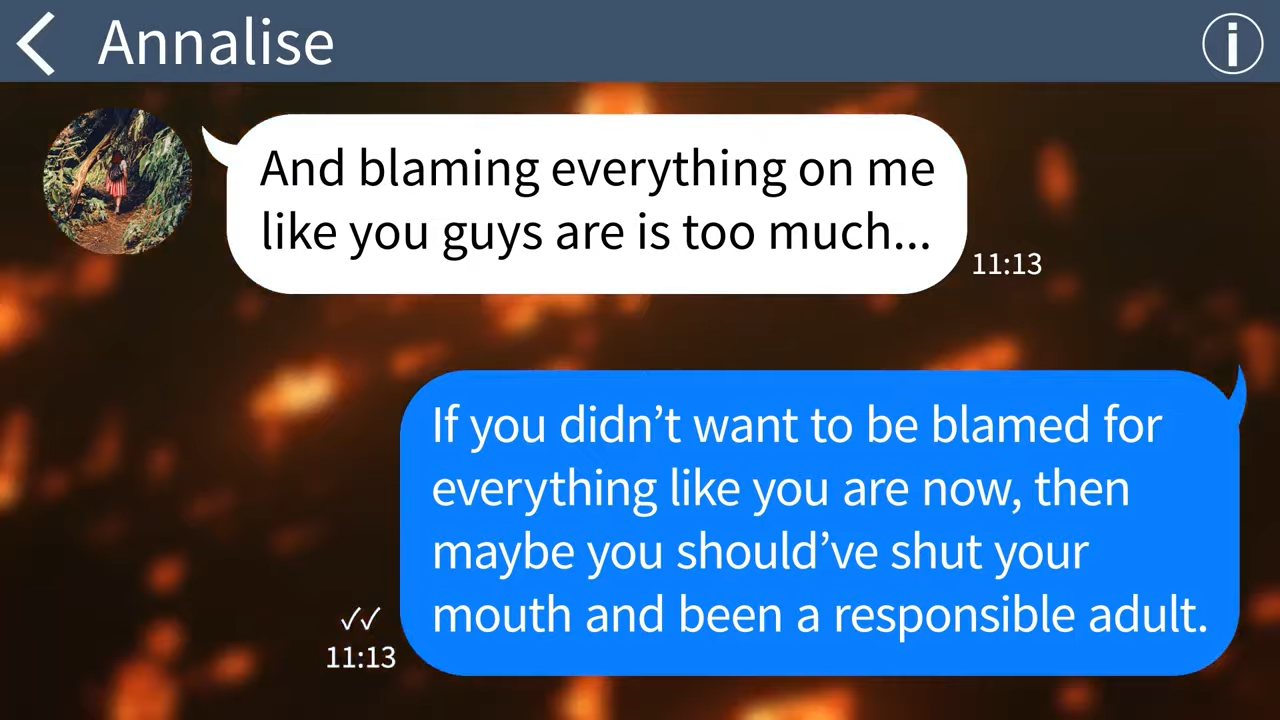 Annalise
And blaming everything on me
like you guys are is too much...
11:13
If you didn’t want to be blamed for
everything like you are now, then
maybe you should’ve shut your
mouth and been a responsible adult.
✓✓
11:13